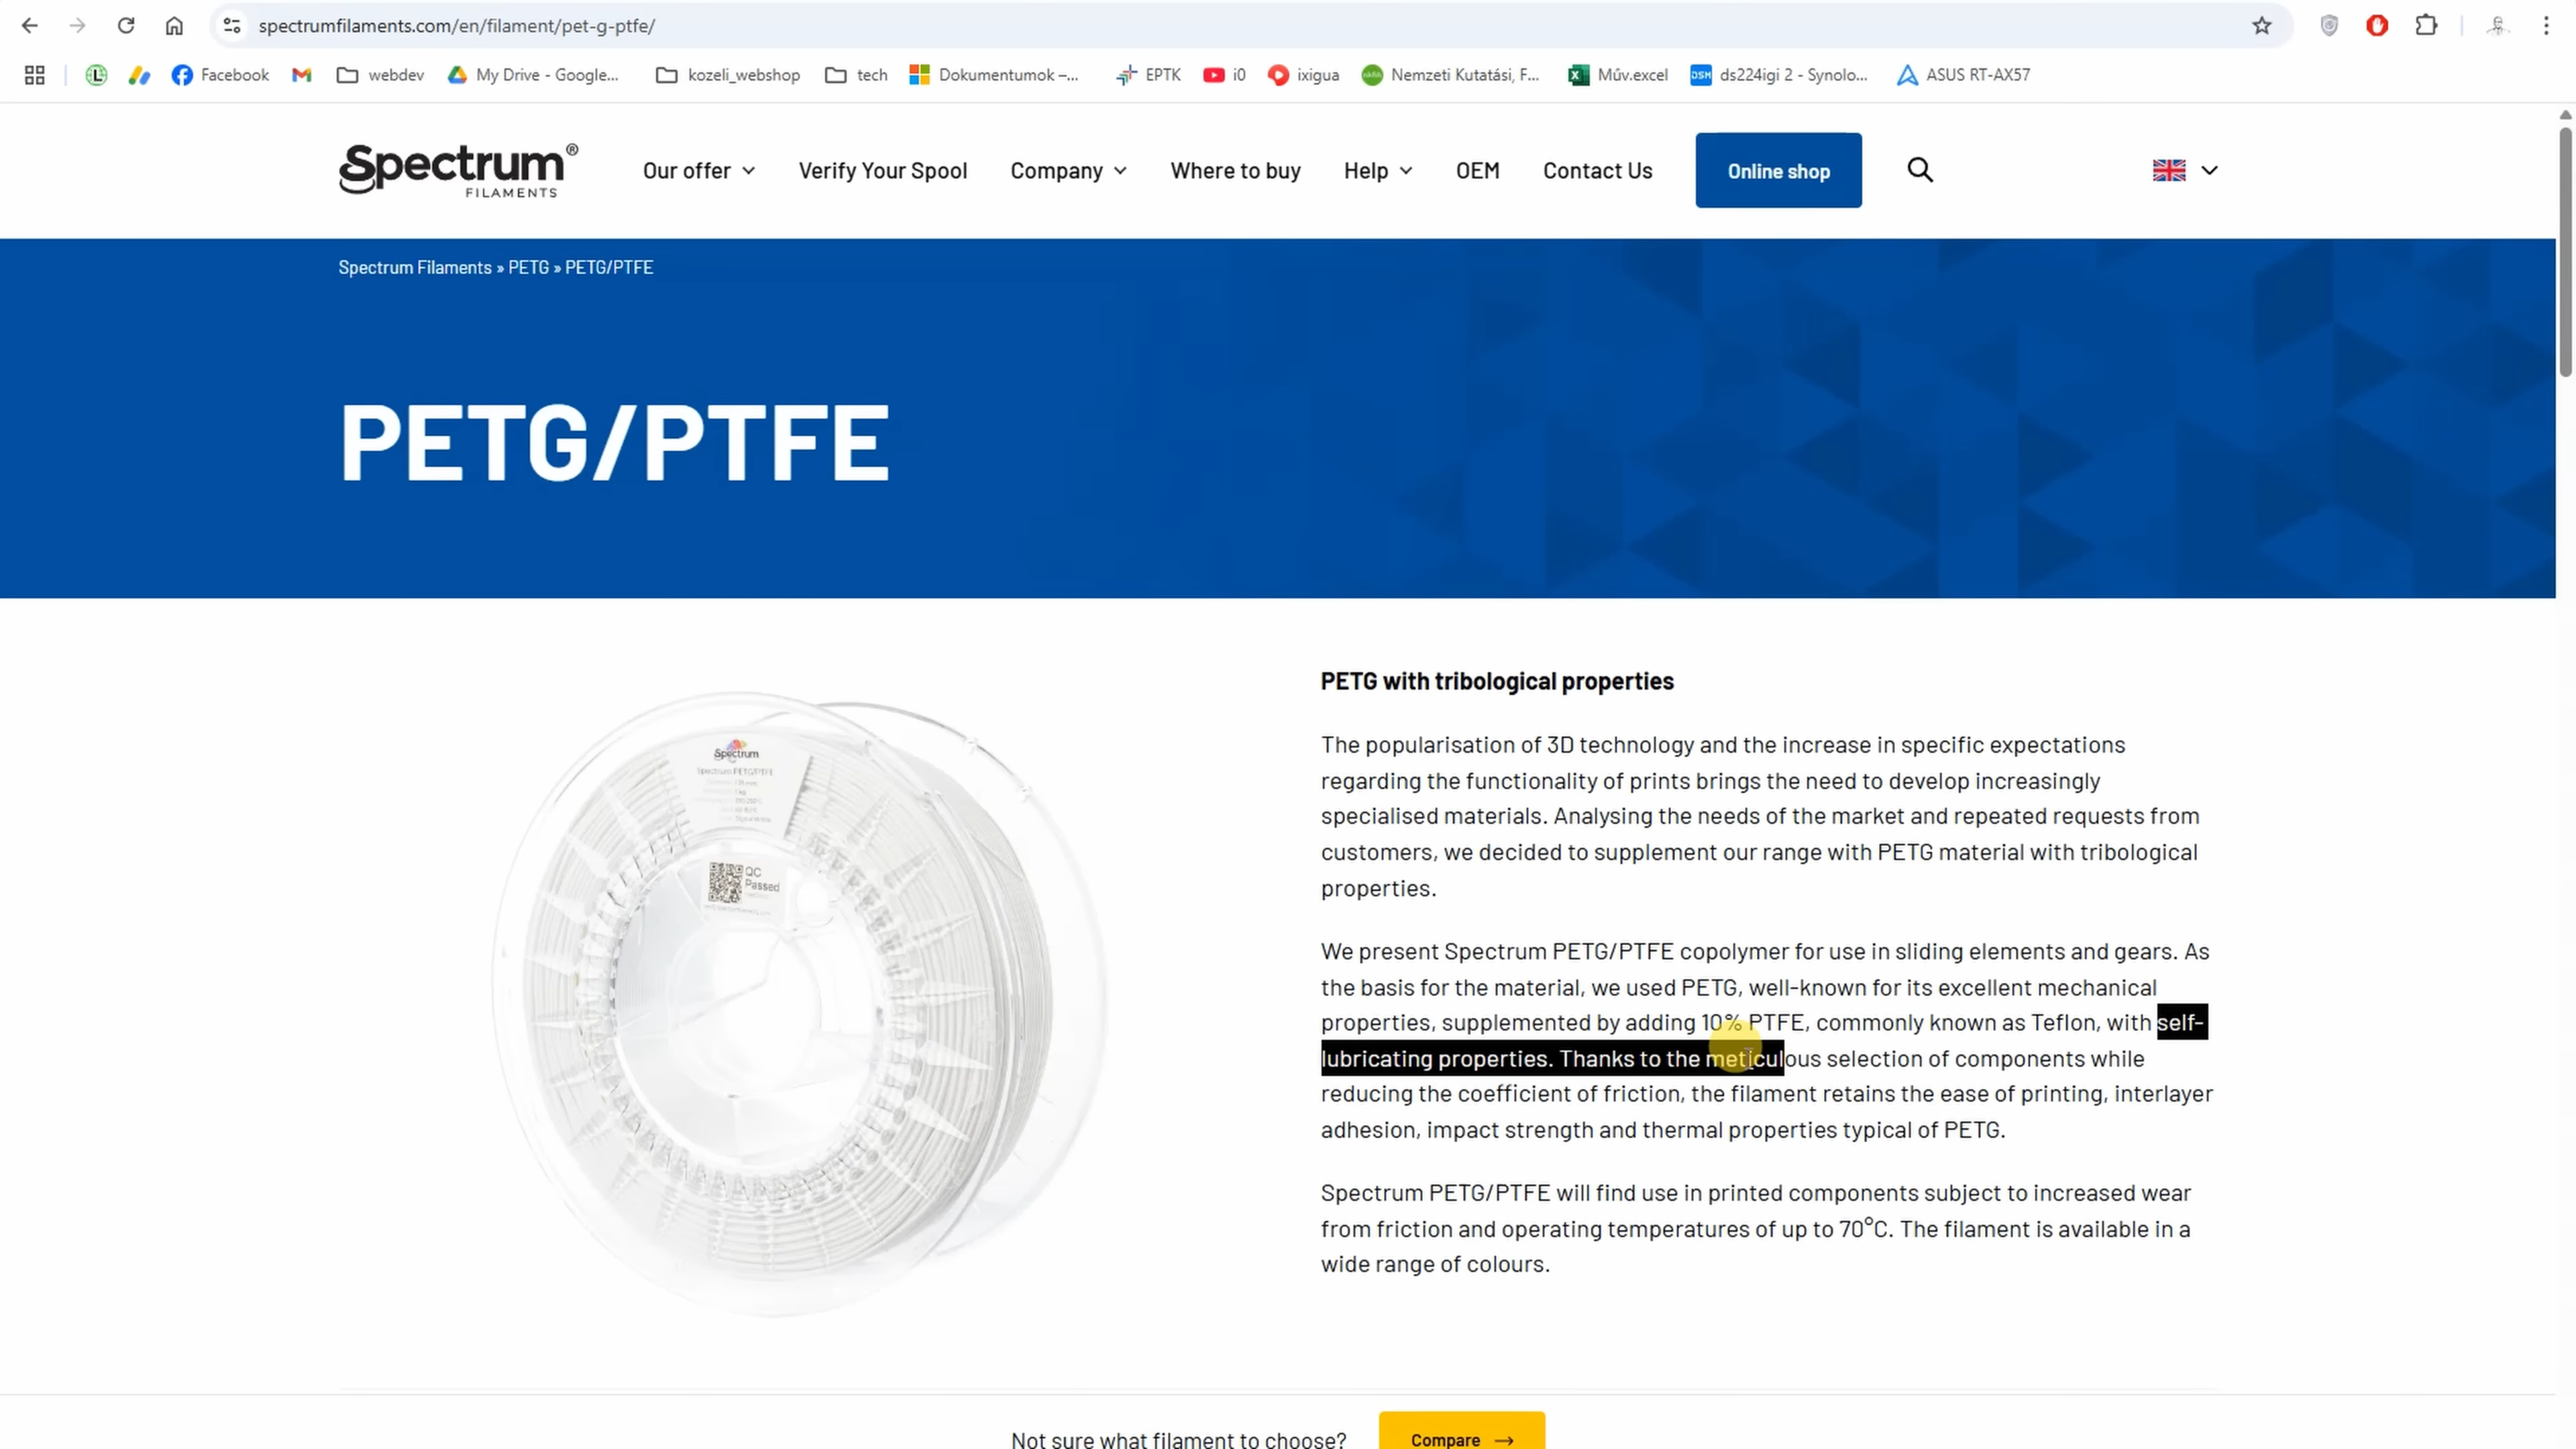 spectrumfilaments.com/en/filament/pet-g-ptfe/
Facebook webdev My Drive - Google... kozeli_webshop tech Dokumentumok –... EPTK i0 ixigua Nemzeti Kutatási, F... Műv.excel DSM ds224igi 2 - Synolo... ASUS RT-AX57
Spectrum®
FILAMENTS
Our offer Verify Your Spool Company Where to buy Help OEM Contact Us Online shop
Spectrum Filaments » PETG » PETG/PTFE
PETG/PTFE
Spectrum
Spectrum PETG/PTFE
QC
Passed
PETG with tribological properties
The popularisation of 3D technology and the increase in specific expectations
regarding the functionality of prints brings the need to develop increasingly
specialised materials. Analysing the needs of the market and repeated requests from
customers, we decided to supplement our range with PETG material with tribological
properties.
We present Spectrum PETG/PTFE copolymer for use in sliding elements and gears. As
the basis for the material, we used PETG, well-known for its excellent mechanical
properties, supplemented by adding 10% PTFE, commonly known as Teflon, with self-
lubricating properties. Thanks to the meticulous selection of components while
reducing the coefficient of friction, the filament retains the ease of printing, interlayer
adhesion, impact strength and thermal properties typical of PETG.
Spectrum PETG/PTFE will find use in printed components subject to increased wear
from friction and operating temperatures of up to 70°C. The filament is available in a
wide range of colours.
Not sure what filament to choose? Compare →